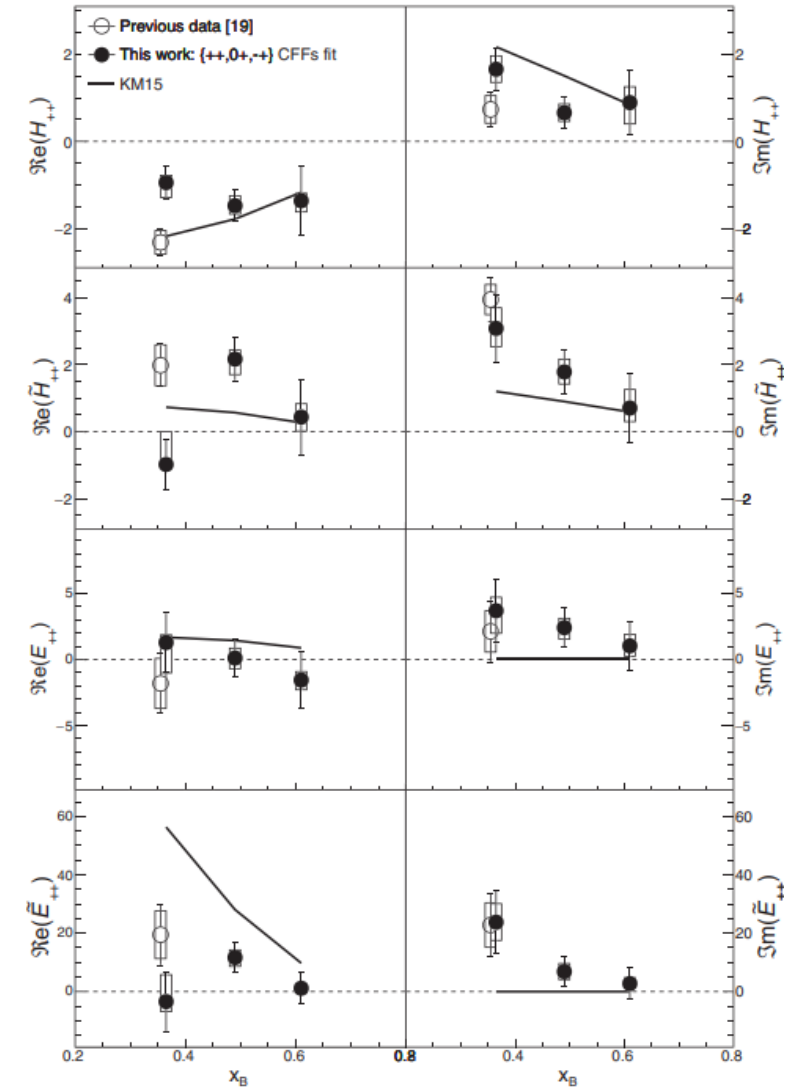 Previous data [19]
This work: {++,0+,-+} CFFs fit
KM15
ℜe(H₊₊)
2
0
−2
2
0
−2
ℑm(H₊₊)
ℜe(H̃₊₊)
4
2
0
−2
4
2
0
−2
ℑm(H̃₊₊)
ℜe(E₊₊)
5
0
−5
5
0
−5
ℑm(E₊₊)
ℜe(Ẽ₊₊)
60
40
20
0
60
40
20
0
ℑm(Ẽ₊₊)
0.2 0.4 0.6 0.8 0.4 0.6 0.8
x_B x_B